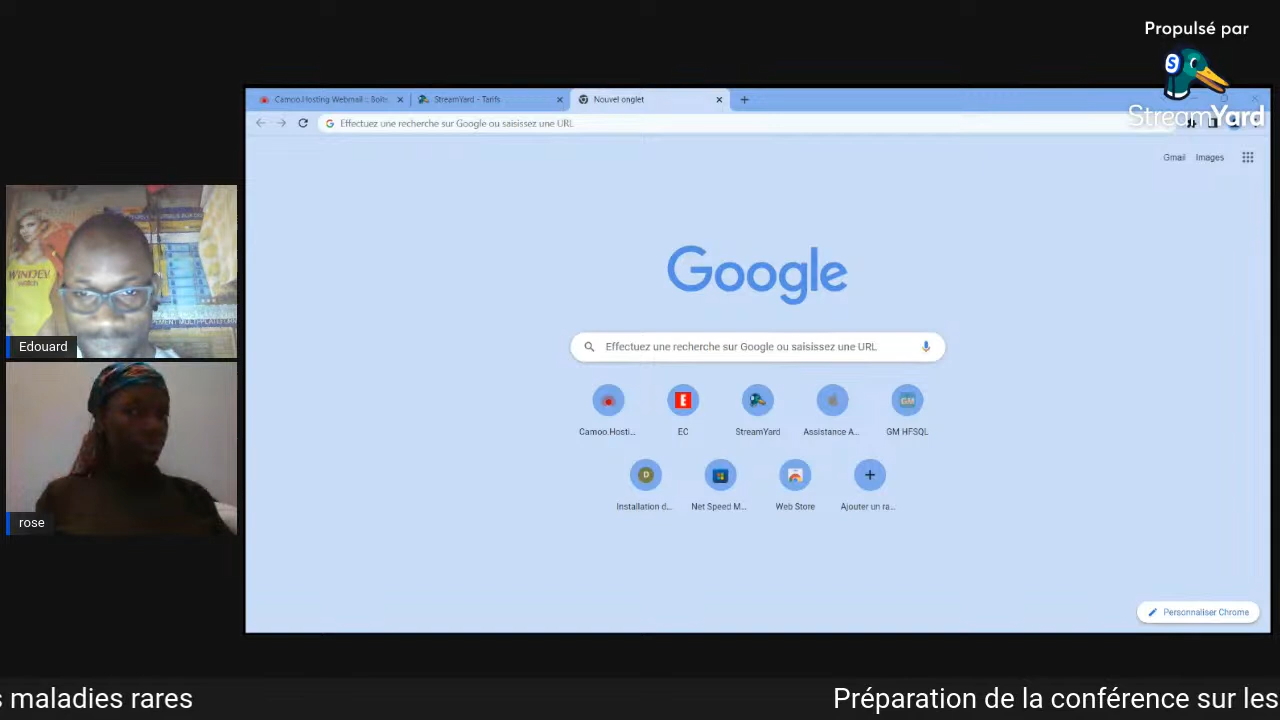 Propulsé par
StreamYard
Camoo.Hosting Webmail :: Boîte
StreamYard - Tarifs
Nouvel onglet
Effectuez une recherche sur Google ou saisissez une URL
Gmail
Images
WINDEV
Edouard
rose
Google
Effectuez une recherche sur Google ou saisissez une URL
Camoo.Hosti...
EC
StreamYard
Assistance A...
GM HFSQL
Installation d...
Net Speed M...
Web Store
Ajouter un ra...
Personnaliser Chrome
s maladies rares
Préparation de la conférence sur les